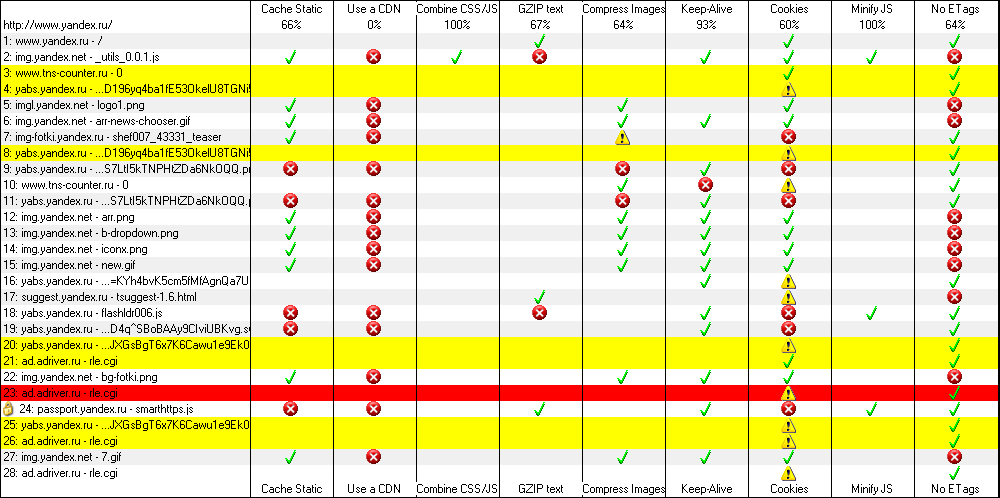 Cache Static Use a CDN Combine CSS/JS GZIP text Compress Images Keep-Alive Cookies Minify JS No ETags
http://www.yandex.ru/ 66% 0% 100% 67% 64% 93% 60% 100% 64%
1: www.yandex.ru - /
2: img.yandex.net - _utils_0.0.1.js
3: www.tns-counter.ru - 0
4: yabs.yandex.ru -
5: imgl.yandex.net - logo1.png
6: img.yandex.net - arr-news-chooser.gif
7: img-fotki.yandex.ru - shef007_43331_teaser
8: yabs.yandex.ru -
9: yabs.yandex.ru -
10: www.tns-counter.ru - 0
11: yabs.yandex.ru -
12: img.yandex.net - arr.png
13: img.yandex.net - b-dropdown.png
14: img.yandex.net - iconx.png
15: img.yandex.net - new.gif
16: yabs.yandex.ru -
17: suggest.yandex.ru - tsuggest-1.6.html
18: yabs.yandex.ru - flashldr006.js
19: yabs.yandex.ru -
20: yabs.yandex.ru -
21: ad.adriver.ru - rle.cgi
22: img.yandex.net - bg-fotki.png
23: ad.adriver.ru - rle.cgi
24: passport.yandex.ru - smarthttps.js
25: yabs.yandex.ru -
26: ad.adriver.ru - rle.cgi
27: img.yandex.net - 7.gif
28: ad.adriver.ru - rle.cgi
Cache Static Use a CDN Combine CSS/JS GZIP text Compress Images Keep-Alive Cookies Minify JS No ETags